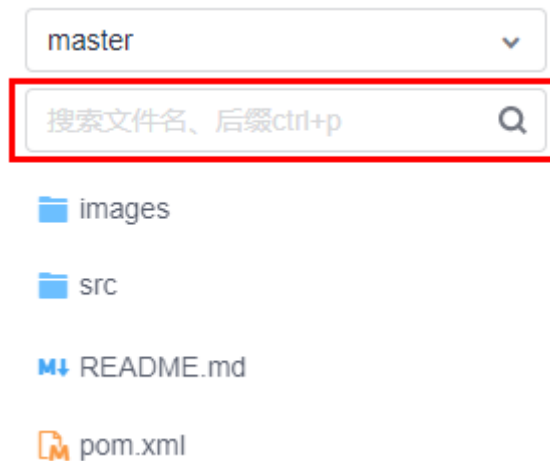 master
搜索文件名、后缀ctrl+p
images
src
M↓ README.md
pom.xml